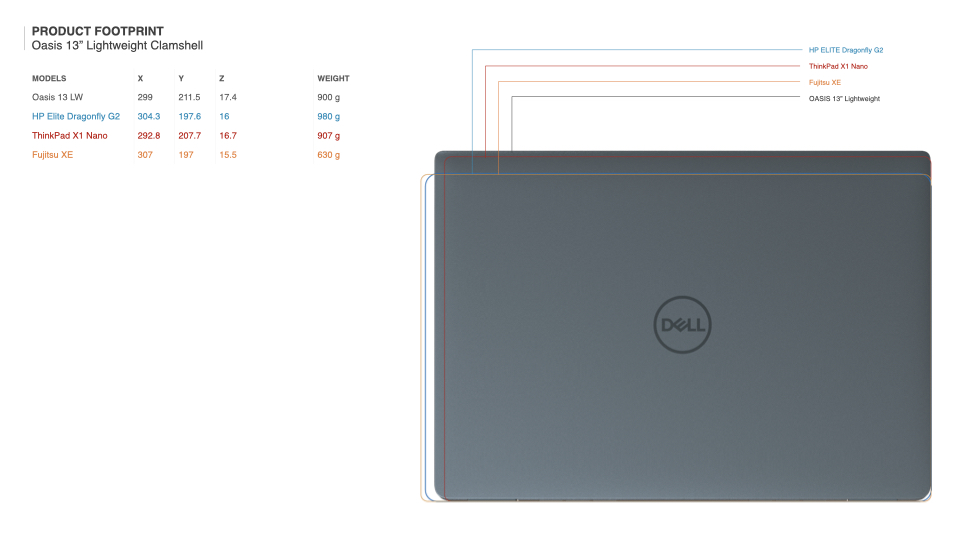 PRODUCT FOOTPRINT
Oasis 13” Lightweight Clamshell
MODELS X Y Z WEIGHT
Oasis 13 LW 299 211.5 17.4 900 g
HP Elite Dragonfly G2 304.3 197.6 16 980 g
ThinkPad X1 Nano 292.8 207.7 16.7 907 g
Fujitsu XE 307 197 15.5 630 g
HP ELITE Dragonfly G2
ThinkPad X1 Nano
Fujitsu XE
OASIS 13” Lightweight
DELL